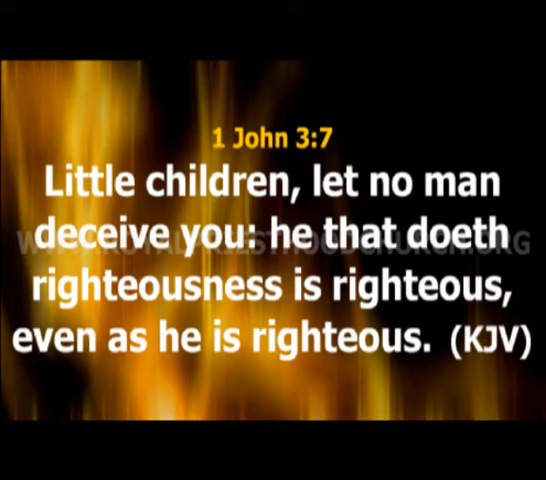 1 John 3:7
Little children, let no man
deceive you: he that doeth
righteousness is righteous,
even as he is righteous. (KJV)